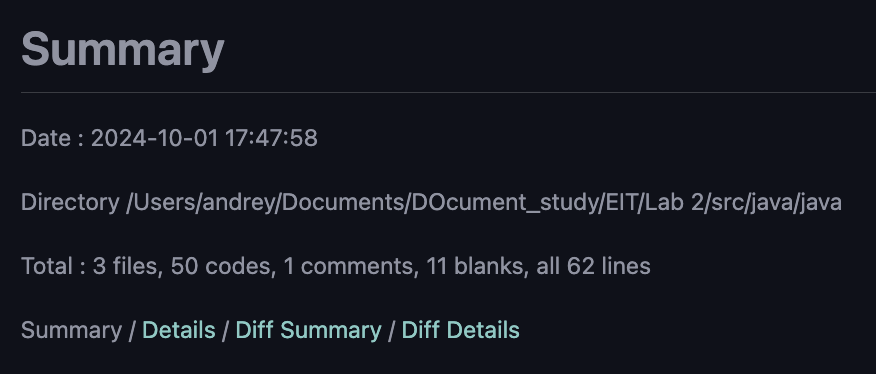 Summary
Date : 2024-10-01 17:47:58
Directory /Users/andrey/Documents/DOcument_study/EIT/Lab 2/src/java/java
Total : 3 files, 50 codes, 1 comments, 11 blanks, all 62 lines
Summary / Details / Diff Summary / Diff Details